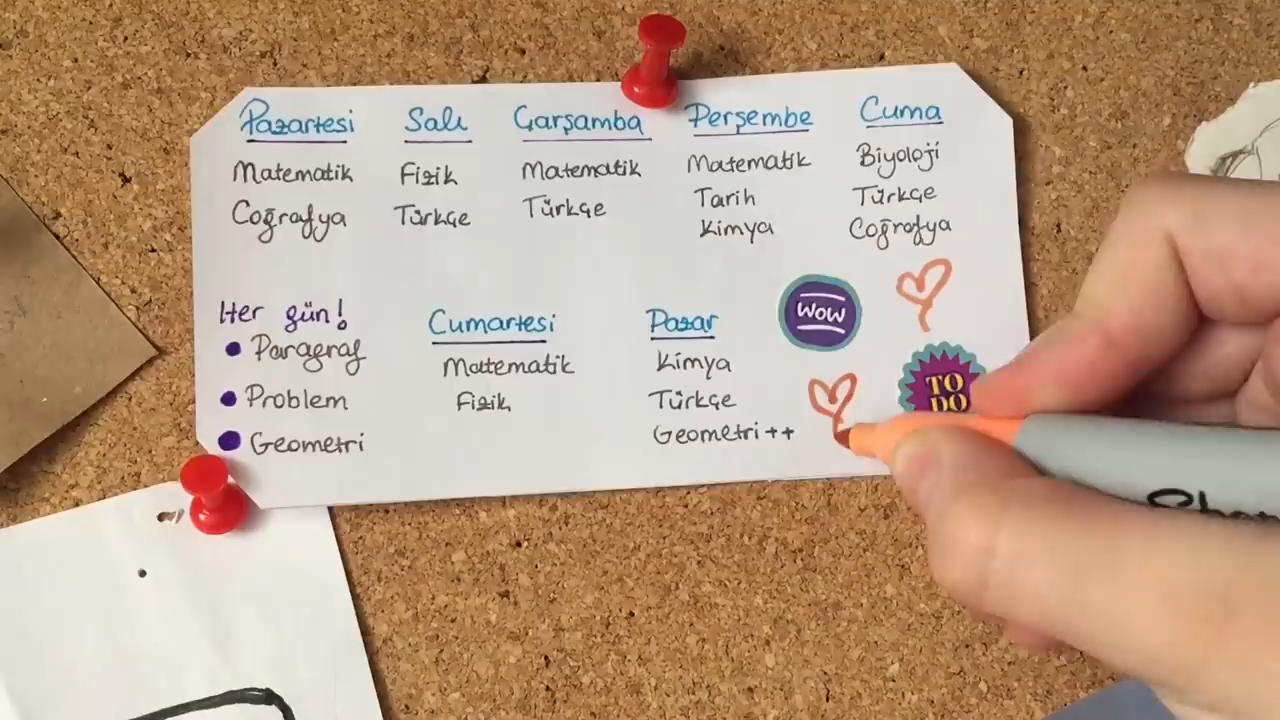 Pazartesi
Matematik
Coğrafya
Salı
Fizik
Türkçe
Çarşamba
Matematik
Türkçe
Perşembe
Matematik
Tarih
Kimya
Cuma
Biyoloji
Türkçe
Coğrafya
Her gün!
Paragraf
Problem
Geometri
Cumartesi
Matematik
Fizik
Pazar
Kimya
Türkçe
Geometri ++
WOW
TO
DO